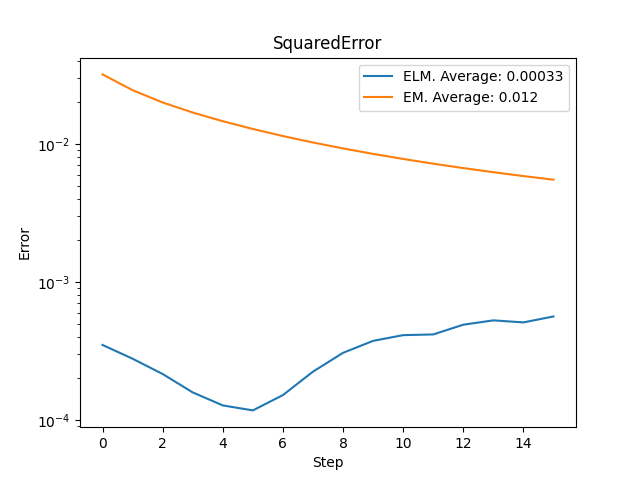 SquaredError
ELM. Average: 0.00033
EM. Average: 0.012
Error
10⁻²
10⁻³
10⁻⁴
0 2 4 6 8 10 12 14
Step